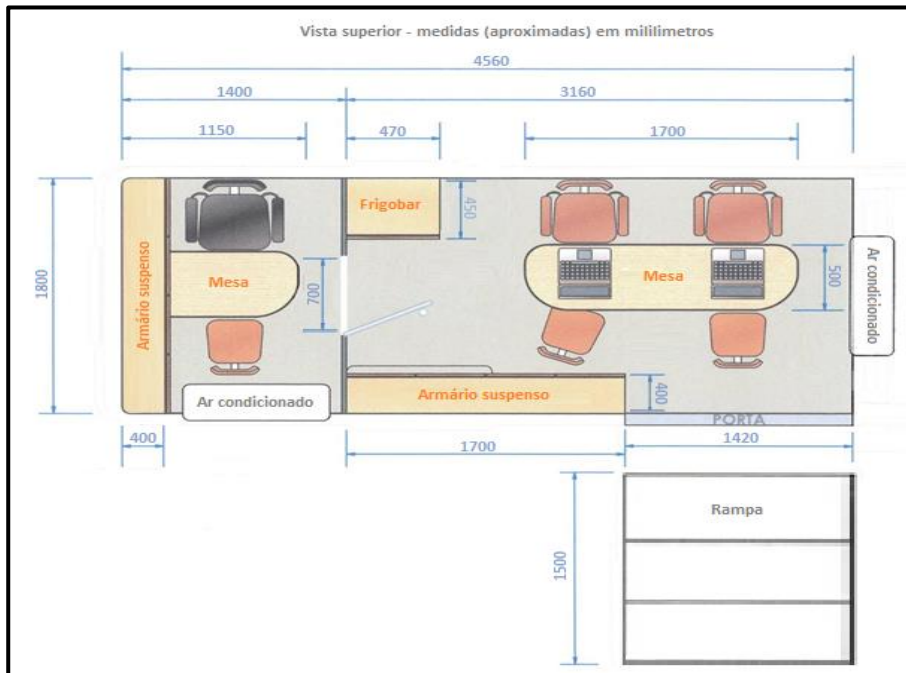 Vista superior - medidas (aproximadas) em mililimetros
4560
1400
3160
1150
470
1700
1800
Armário suspenso
Frigobar
450
Mesa
700
Mesa
500
Ar condicionado
Ar condicionado
Armário suspenso
400
PORTA
400
1700
1420
1500
Rampa